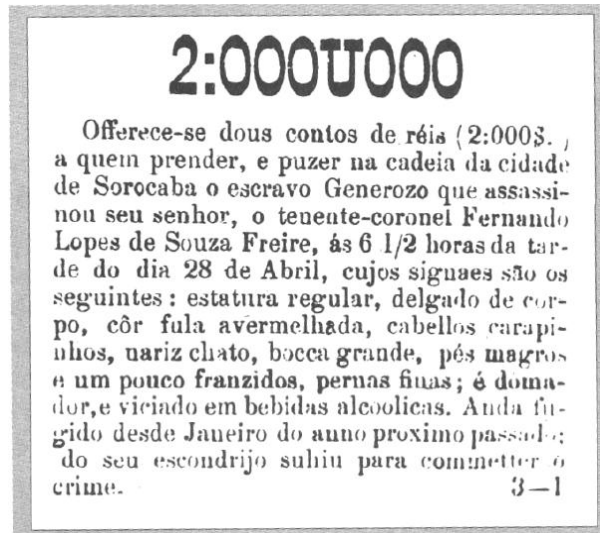 2:000U000
Offerece-se dous contos de réis (2:000$.)
a quem prender, e puzer na cadeia da cidade
de Sorocaba o escravo Generozo que assassi-
nou seu senhor, o tenente-coronel Fernando
Lopes de Souza Freire, ás 6 1/2 horas da tar-
de do dia 28 de Abril, cujos signaes são os
seguintes: estatura regular, delgado de cor-
po, côr fula avermelhada, cabellos carapi-
nhos, nariz chato, bocca grande, pés magros
e um pouco franzidos, pernas finas; é doma-
dor, e viciado em bebidas alcoolicas. Anda fu-
gido desde Janeiro do anno proximo passado;
do seu escondrijo sahiu para commetter o
crime. 3—1